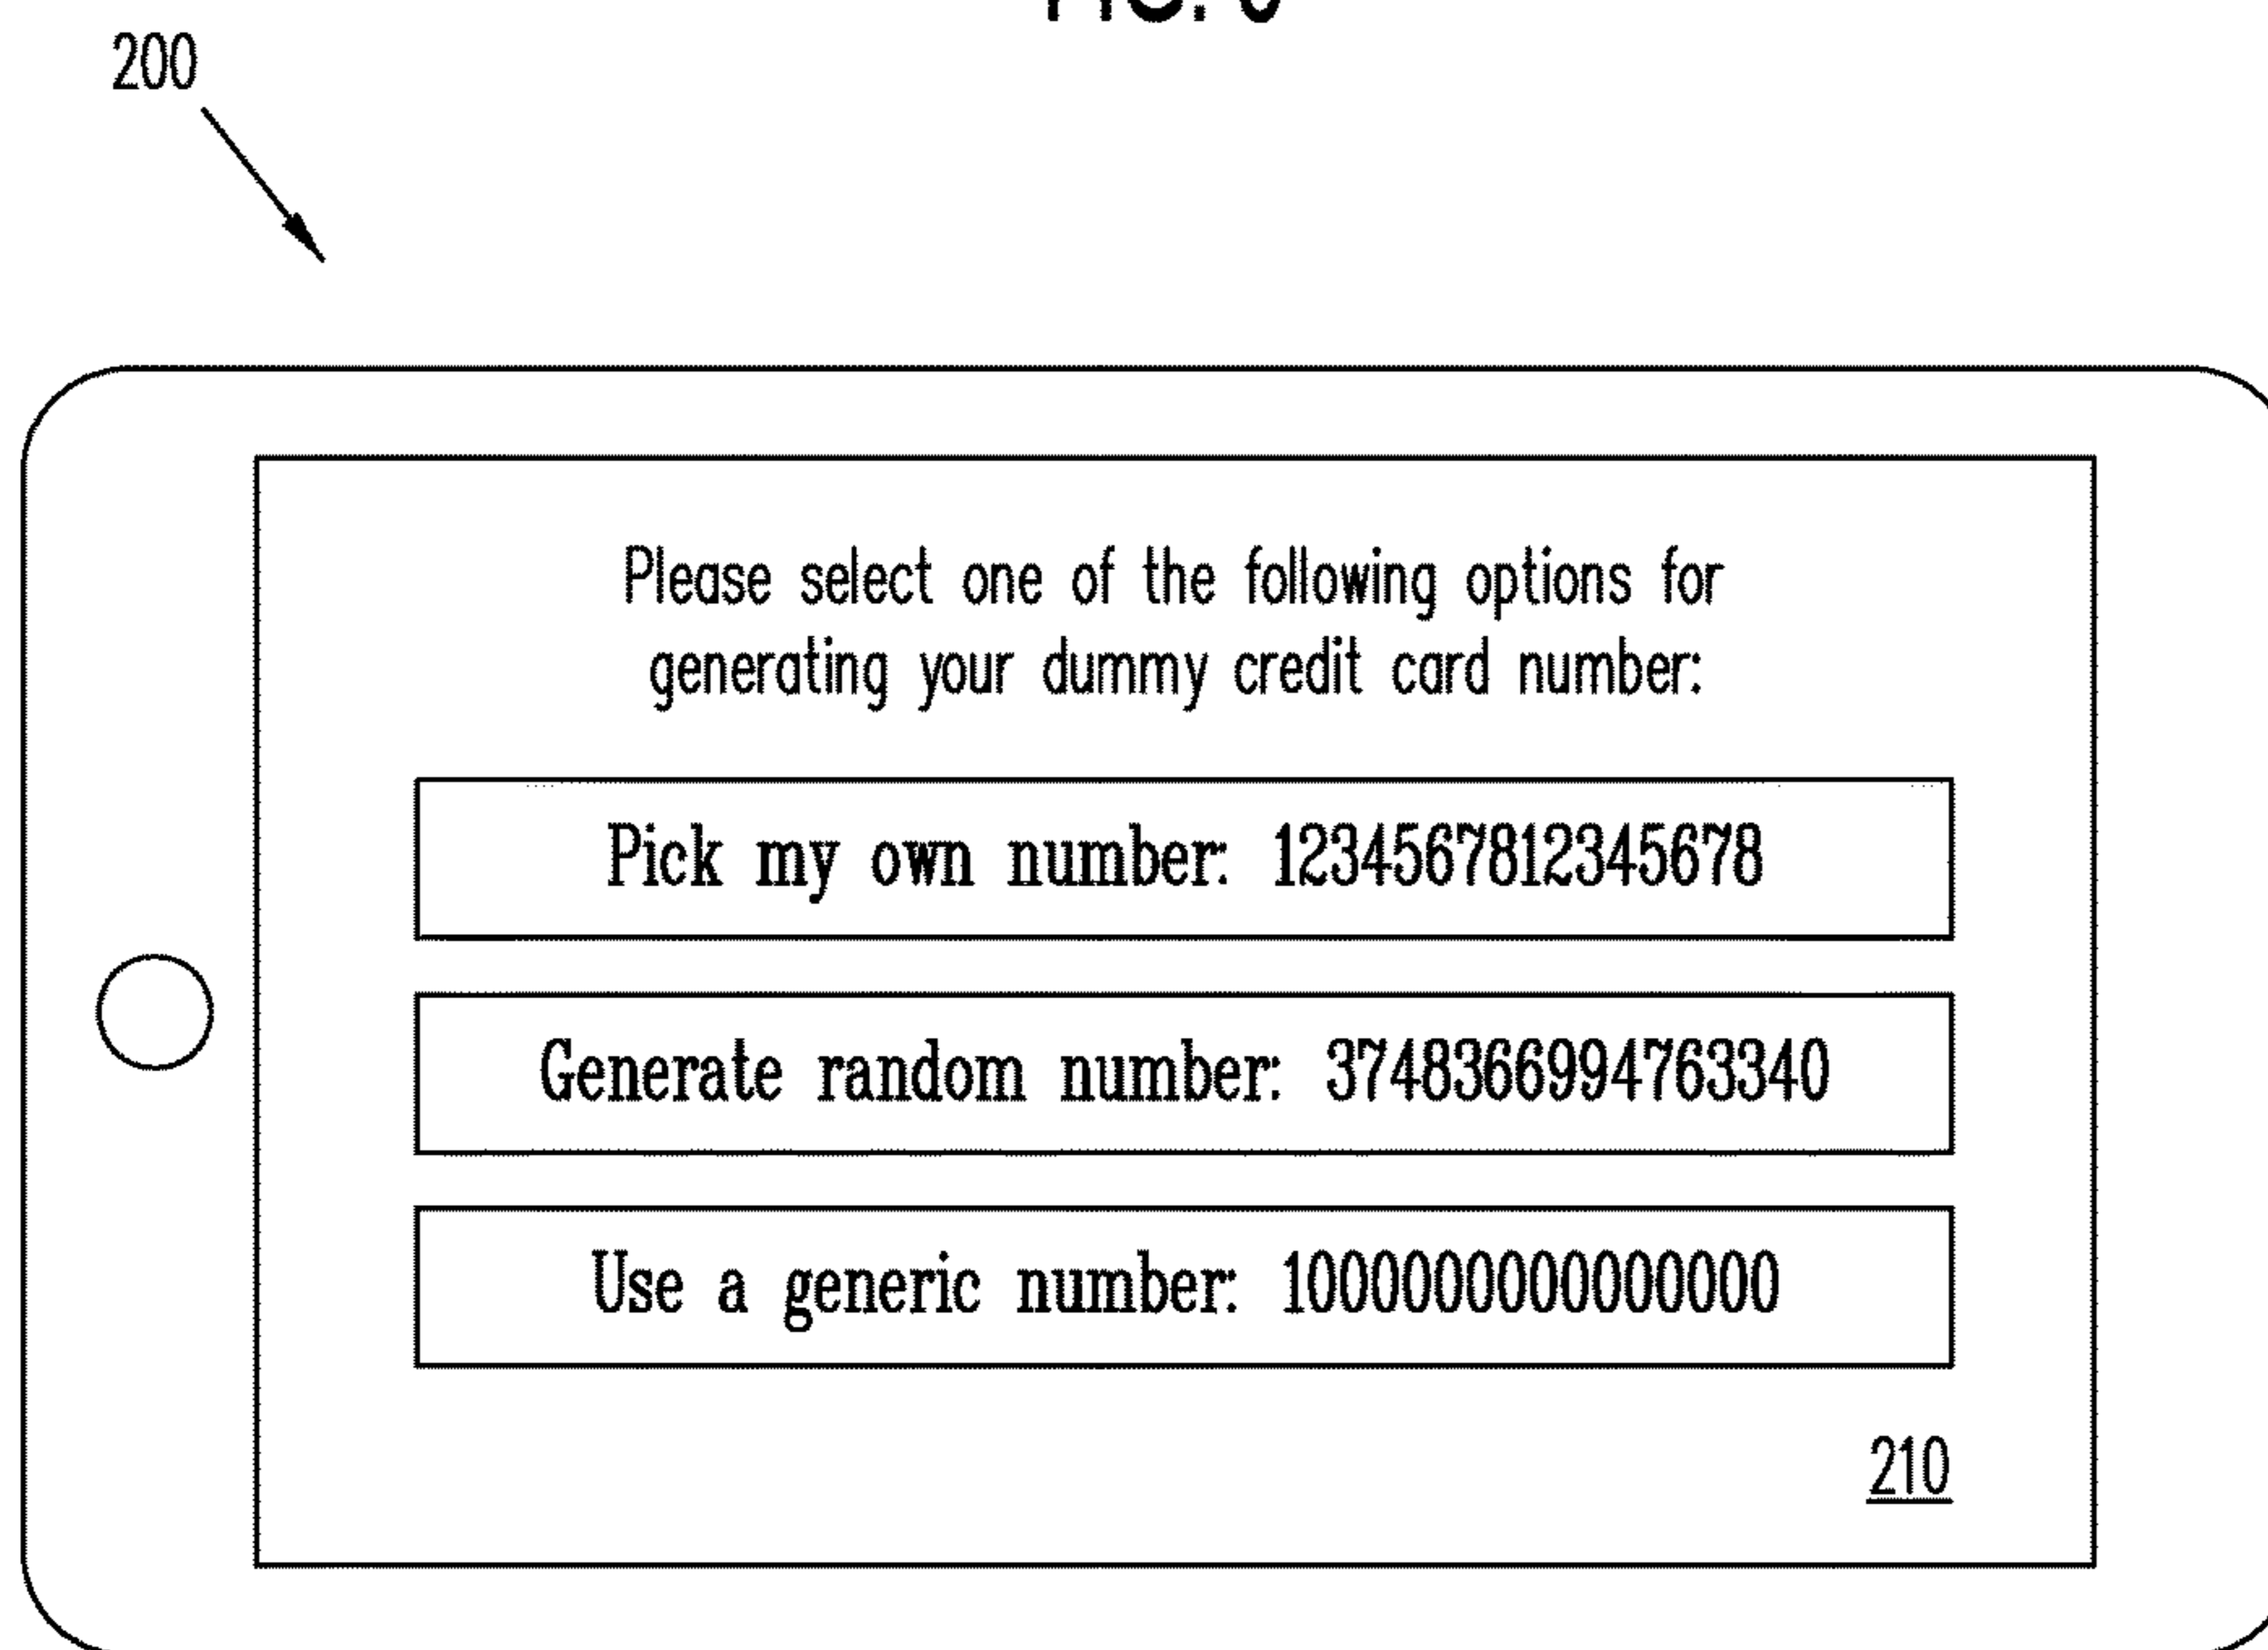 FIG.
200
Please select one of the following options for
generating your dummy credit card number:
Pick my own number: 1234567812345678
Generate random number: 3748366994763340
Use a generic number: 1000000000000000
210